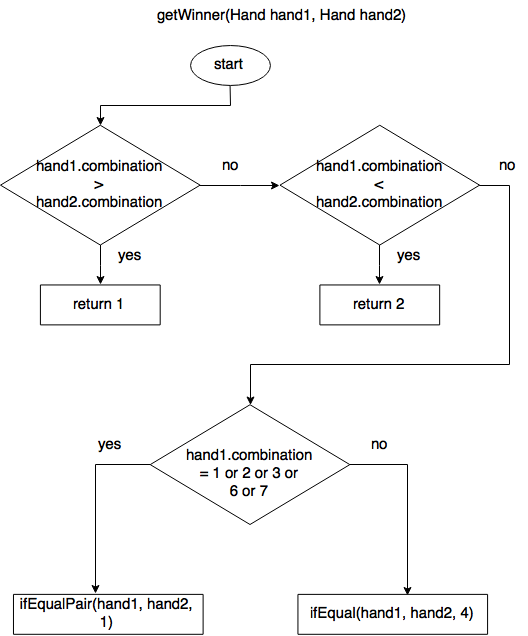 getWinner(Hand hand1, Hand hand2)
start
hand1.combination
>
hand2.combination
no
hand1.combination
<
hand2.combination
no
yes
yes
return 1
return 2
yes
hand1.combination
= 1 or 2 or 3 or
6 or 7
no
ifEqualPair(hand1, hand2,
1)
ifEqual(hand1, hand2, 4)